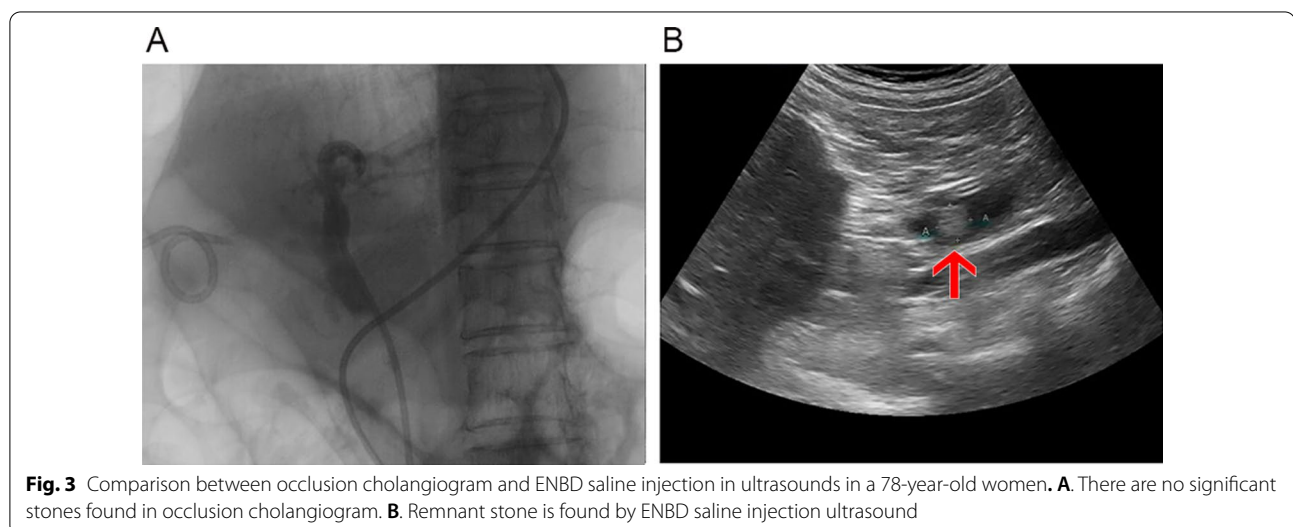 A
B
A
A
Fig. 3 Comparison between occlusion cholangiogram and ENBD saline injection in ultrasounds in a 78-year-old women. A. There are no significant
stones found in occlusion cholangiogram. B. Remnant stone is found by ENBD saline injection ultrasound